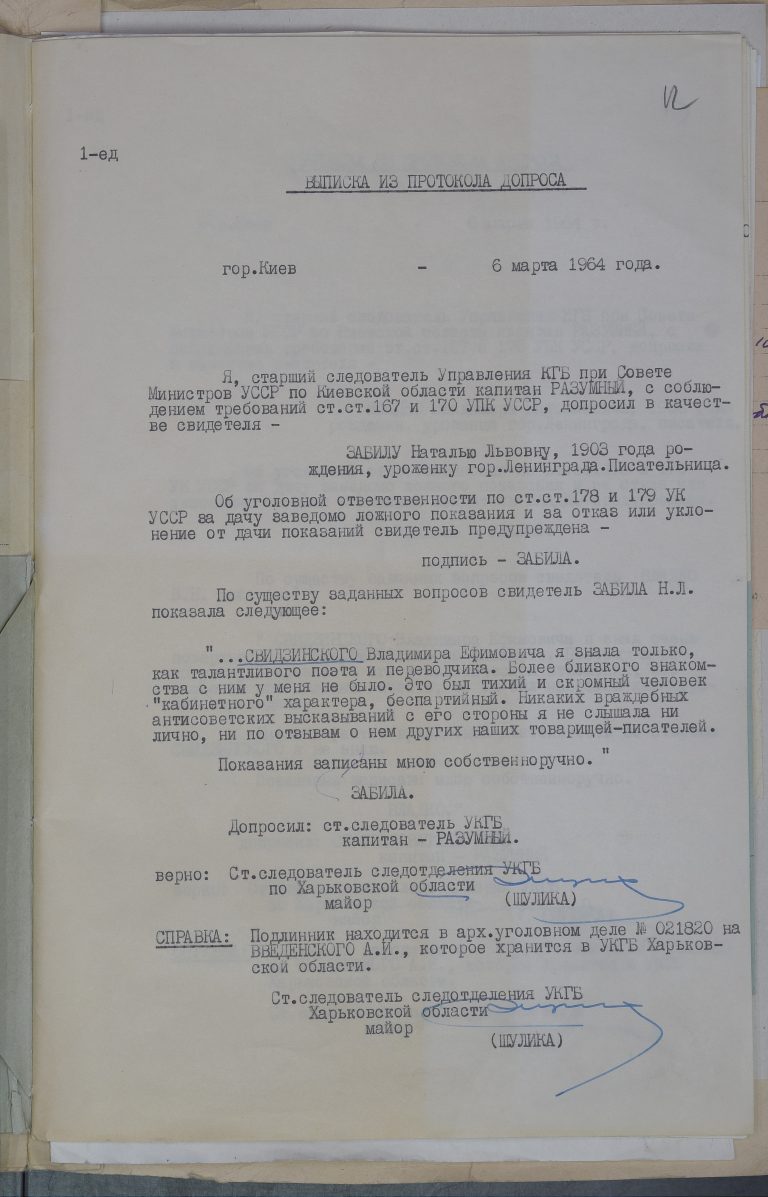 12
1-ед
ВЫПИСКА ИЗ ПРОТОКОЛА ДОПРОСА
гор.Киев - 6 марта 1964 года.
Я, старший следователь Управления КГБ при Совете
Министров УССР по Киевской области капитан РАЗУМНЫЙ, с соблю-
дением требований ст.ст.167 и 170 УПК УССР, допросил в качест-
ве свидетеля -
ЗАБИЛУ Наталью Львовну, 1903 года ро-
ждения, уроженку гор.Ленинграда.Писательница.
Об уголовной ответственности по ст.ст.178 и 179 УК
УССР за дачу заведомо ложного показания и за отказ или укло-
нение от дачи показаний свидетель предупреждена -
подпись - ЗАБИЛА.
По существу заданных вопросов свидетель ЗАБИЛА Н.Л.
показала следующее:
"...СВИДЗИНСКОГО Владимира Ефимовича я знала только,
как талантливого поэта и переводчика. Более близкого знаком-
ства с ним у меня не было. Это был тихий и скромный человек
"кабинетного" характера, беспартийный. Никаких враждебных
антисоветских высказываний с его стороны я не слышала ни
лично, ни по отзывам о нем других наших товарищей-писателей.
Показания записаны мною собственноручно. "
ЗАБИЛА.
Допросил: ст.следователь УКГБ
капитан - РАЗУМНЫЙ.
верно: Ст.следователь следотделения УКГБ
по Харьковской области
майор (ШУЛИКА)
СПРАВКА: Подлинник находится в арх.уголовном деле № 021820 на
ВВЕДЕНСКОГО А.И., которое хранится в УКГБ Харьков-
ской области.
Ст.следователь следотделения УКГБ
Харьковской области
майор (ШУЛИКА)